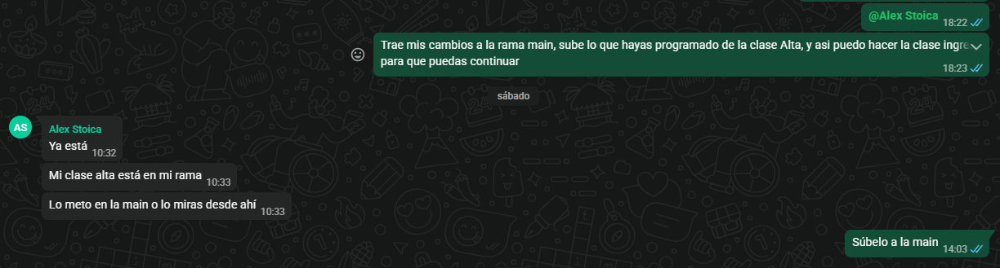 @Alex Stoica
18:22
Trae mis cambios a la rama main, sube lo que hayas programado de la clase Alta, y asi puedo hacer la clase ingre
para que puedas continuar
18:23
sábado
AS
Alex Stoica
Ya está
10:32
Mi clase alta está en mi rama
10:33
Lo meto en la main o lo miras desde ahí
10:33
Súbelo a la main
14:03